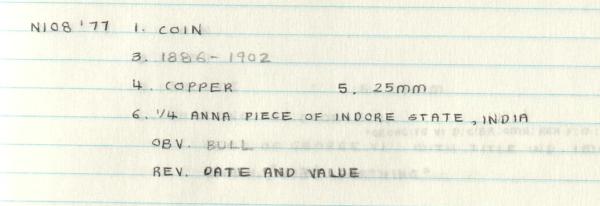 N108 '77 1. COIN
3. 1886-1902
4. COPPER 5. 25mm
6. 1/4 ANNA PIECE OF INDORE STATE, INDIA
OBV. BULL
REV. DATE AND VALUE